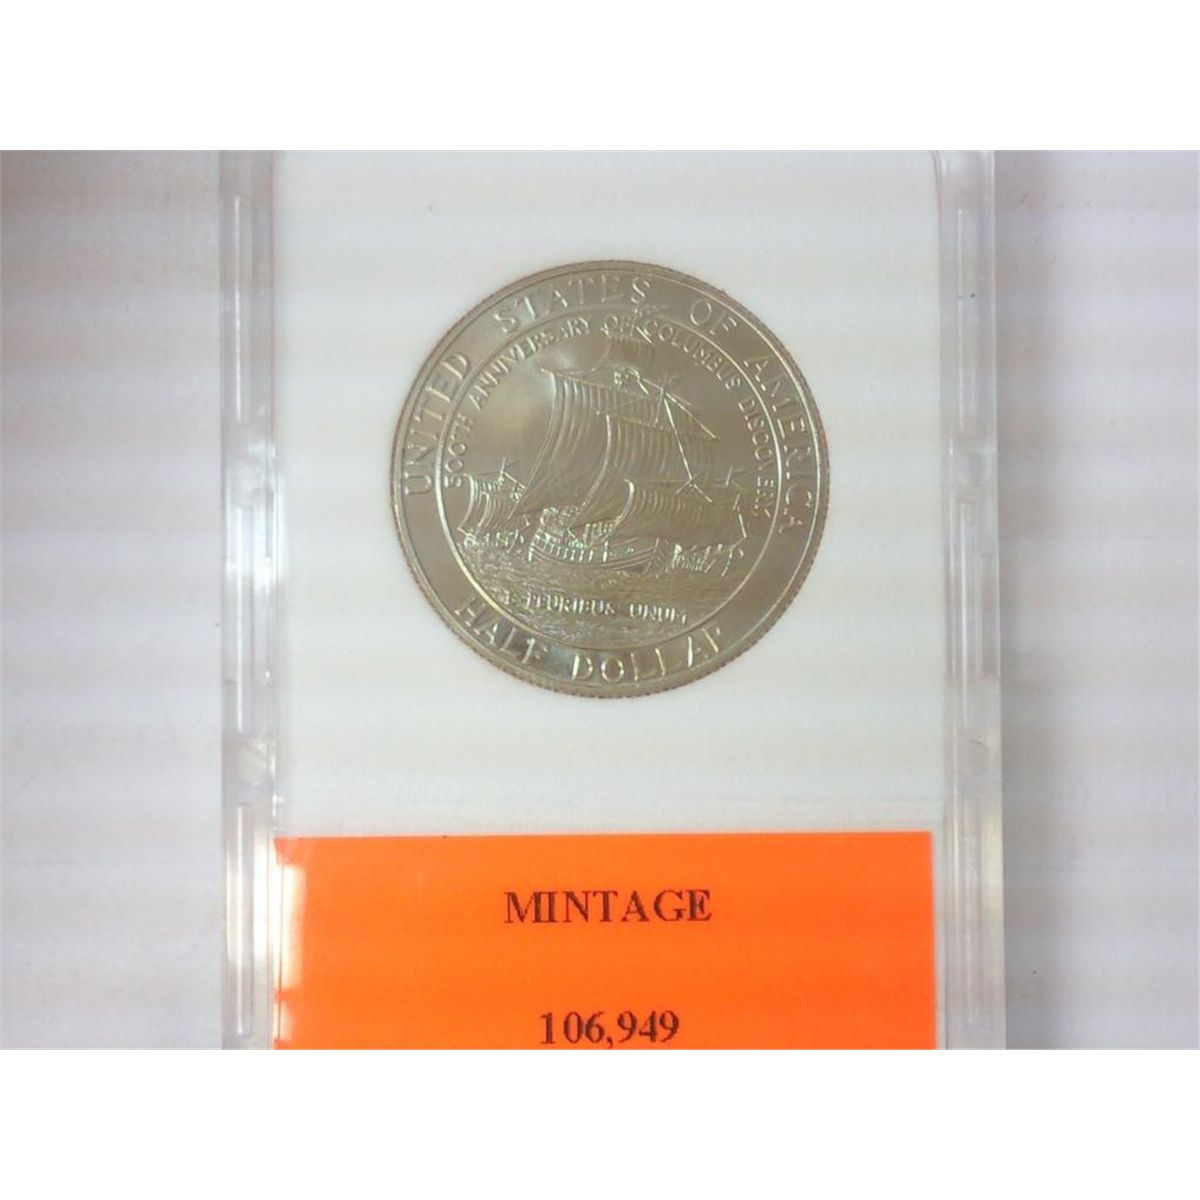 UNITED STATES OF AMERICA
500TH ANNIVERSARY OF COLUMBUS DISCOVERY
E PLURIBUS UNUM
HALF DOLLAR
MINTAGE
106,949